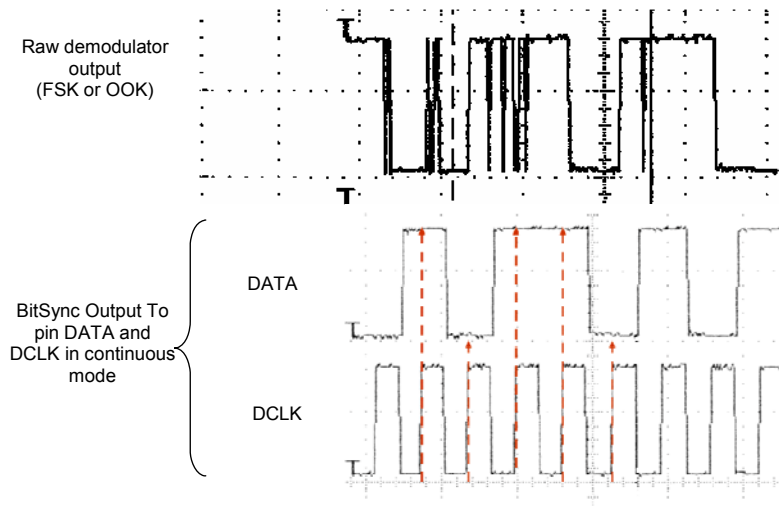 Raw demodulator
output
(FSK or OOK)
BitSync Output To
pin DATA and
DCLK in continuous
mode
DATA
DCLK